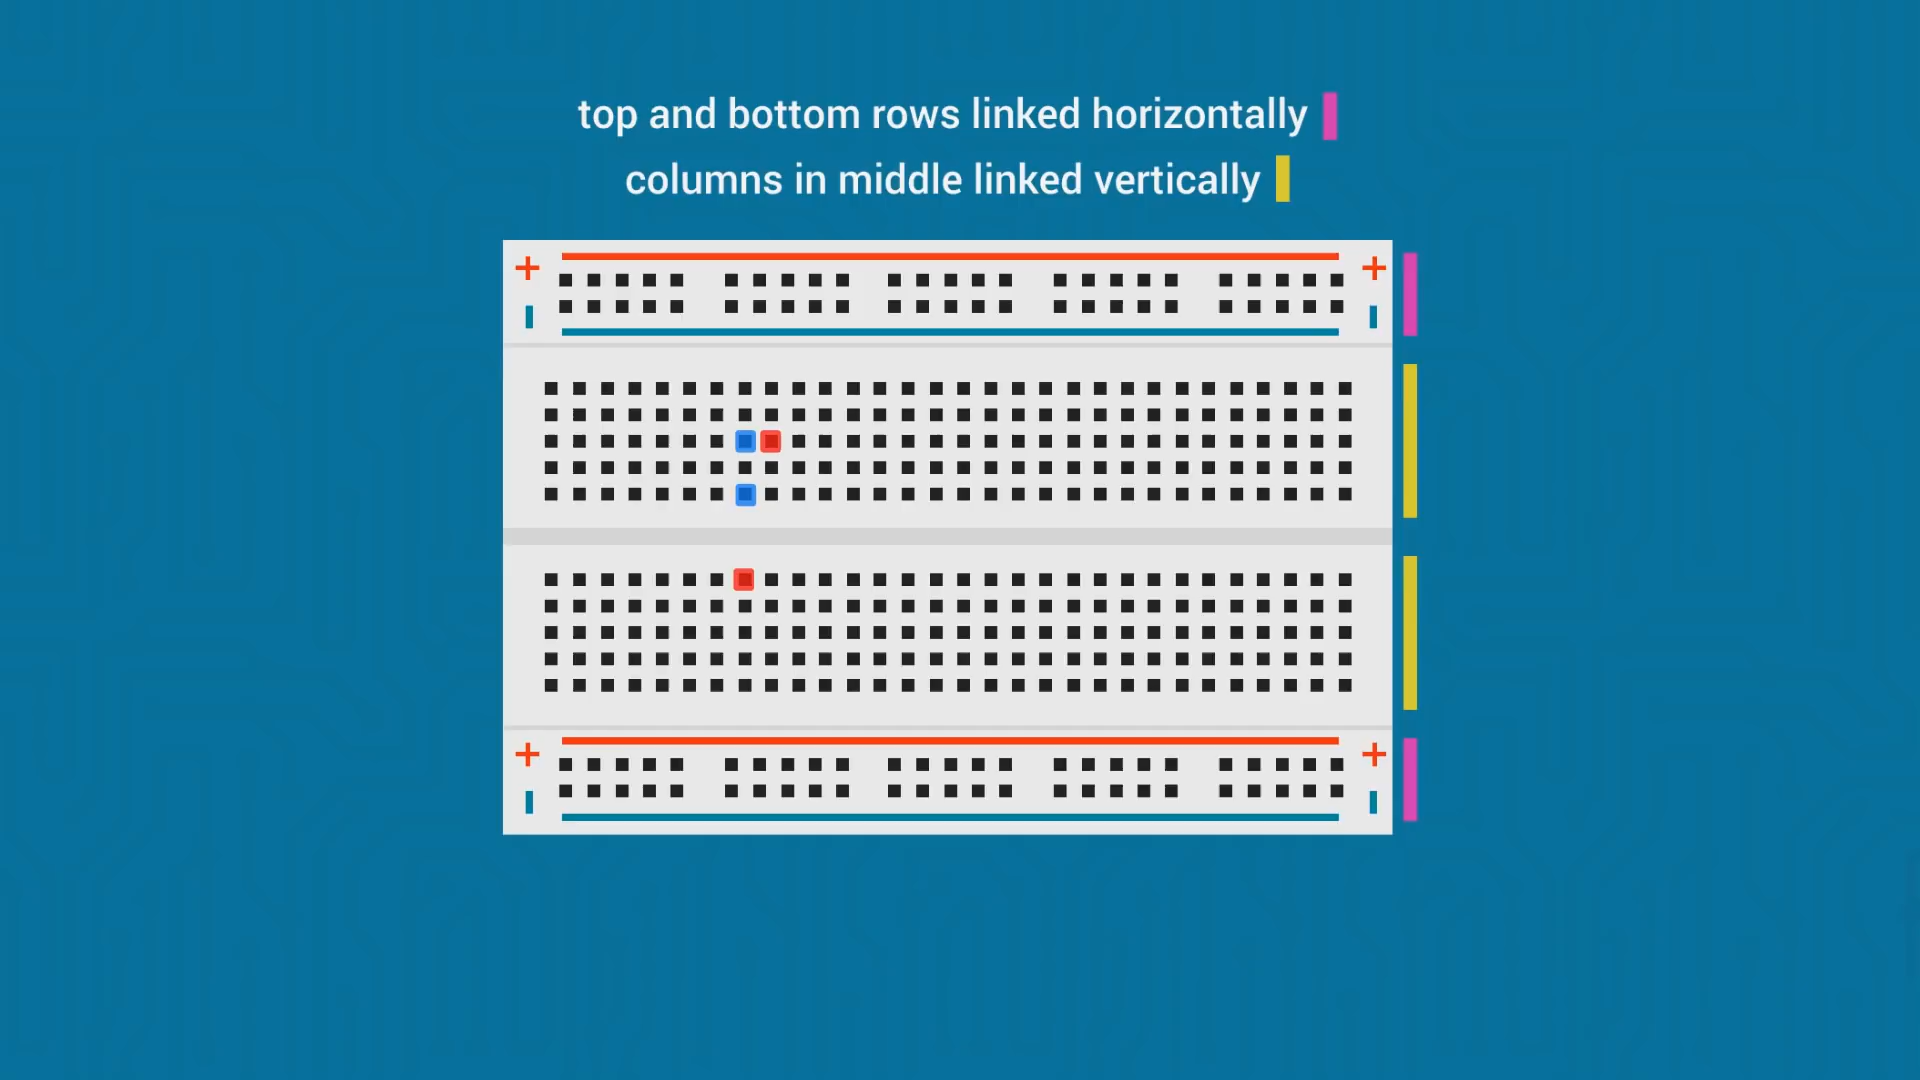 top and bottom rows linked horizontally
columns in middle linked vertically
+ +
+ +